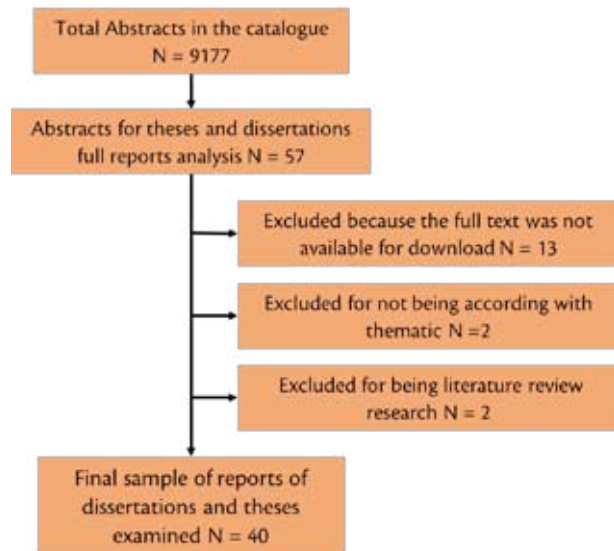 Total Abstracts in the catalogue
N = 9177
Abstracts for theses and dissertations
full reports analysis N = 57
Excluded because the full text was not
available for download N = 13
Excluded for not being according with
thematic N =2
Excluded for being literature review
research N = 2
Final sample of reports of
dissertations and theses
examined N = 40